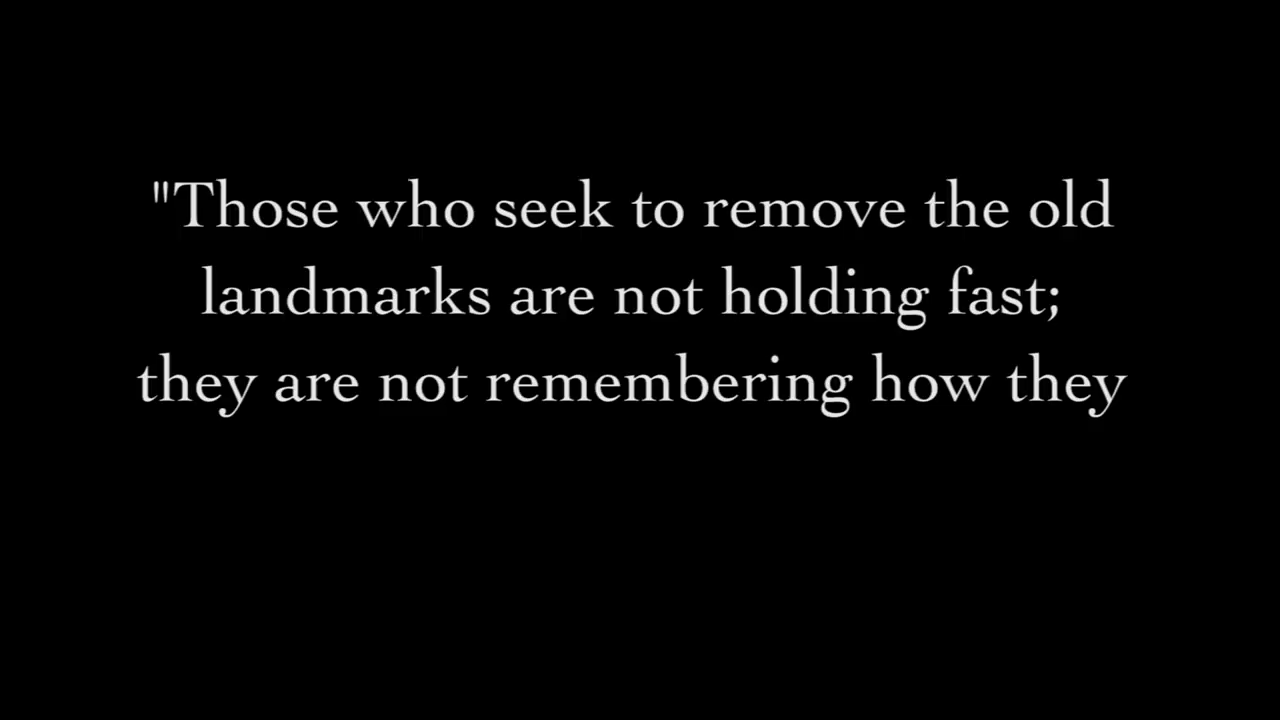 "Those who seek to remove the old
landmarks are not holding fast;
they are not remembering how they